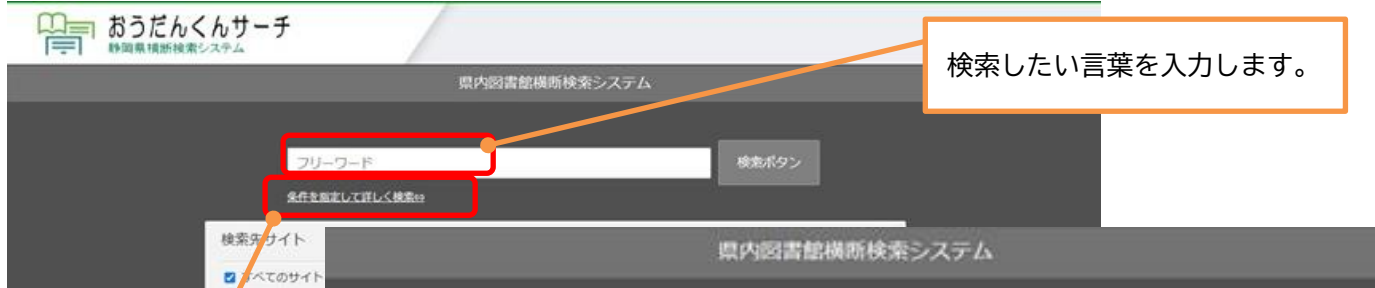 おうだんくんサーチ
静岡県横断検索システム
検索したい言葉を入力します。
県内図書館横断検索システム
フリーワード
検索ボタン
条件を指定して詳しく検索>>
検索先サイト
県内図書館横断検索システム
すべてのサイト